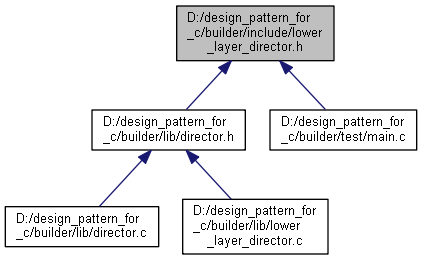 D:/design_pattern_for
_c/builder/include/lower
_layer_director.h
D:/design_pattern_for
_c/builder/lib/director.h
D:/design_pattern_for
_c/builder/test/main.c
D:/design_pattern_for
_c/builder/lib/director.c
D:/design_pattern_for
_c/builder/lib/lower
_layer_director.c